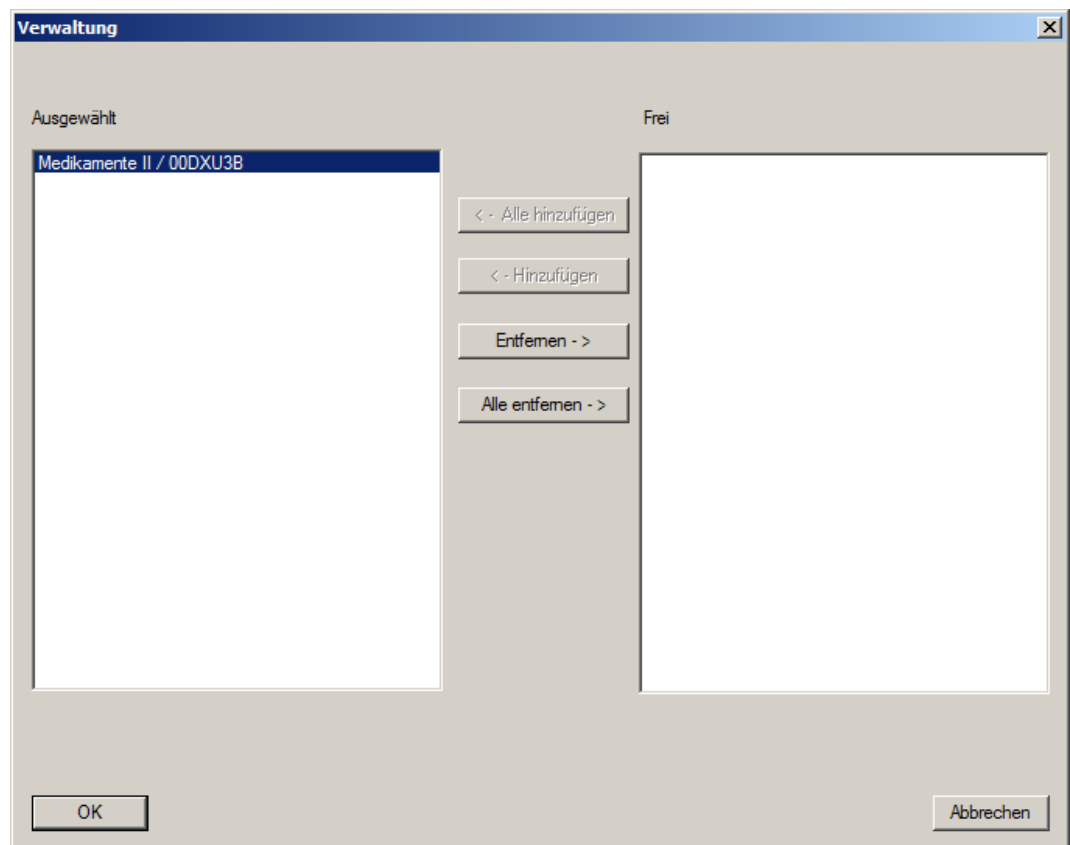 Verwaltung
Ausgewählt
Frei
Medikamente II / 00DXU3B
< - Alle hinzufügen
< - Hinzufügen
Entfernen - >
Alle entfernen - >
OK
Abbrechen